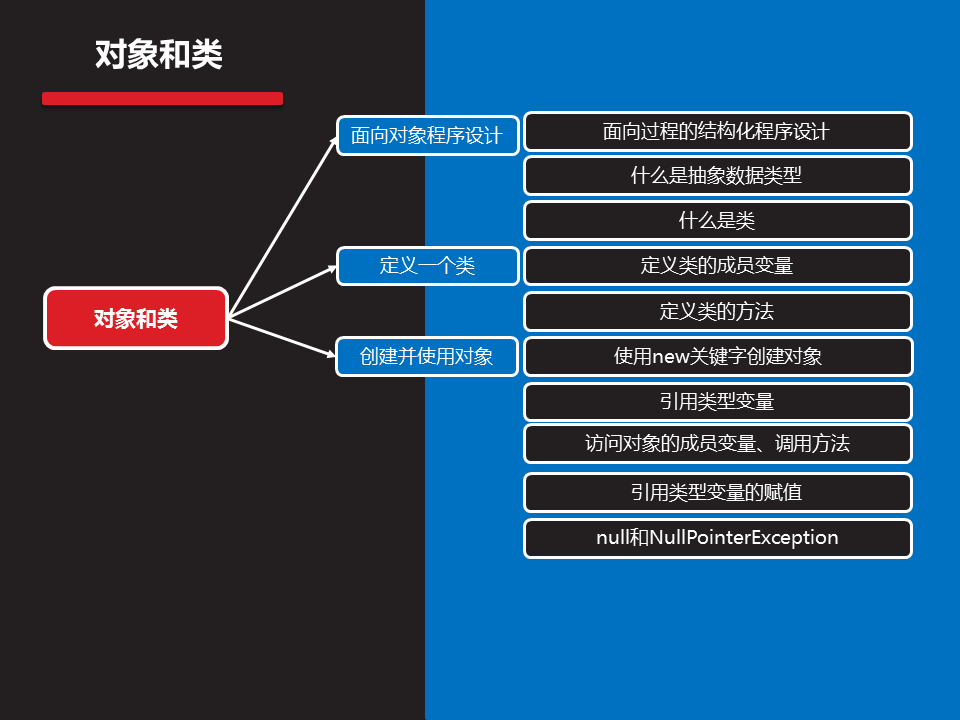 对象和类
面向对象程序设计
面向过程的结构化程序设计
什么是抽象数据类型
什么是类
定义一个类
定义类的成员变量
定义类的方法
对象和类
创建并使用对象
使用new关键字创建对象
引用类型变量
访问对象的成员变量、调用方法
引用类型变量的赋值
null和NullPointerException